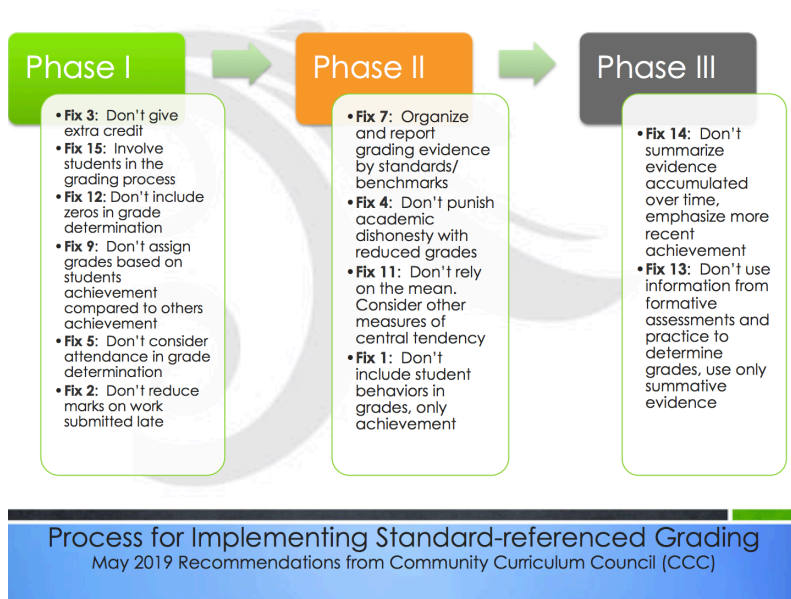 Phase I
• Fix 3:  Don't give
extra credit
• Fix 15:  Involve
students in the
grading process
• Fix 12: Don't include
zeros in grade
determination
• Fix 9:  Don't assign
grades based on
students
achievement
compared to others
achievement
• Fix 5:  Don't consider
attendance in grade
determination
• Fix 2:  Don't reduce
marks on work
submitted late
Phase II
• Fix 7:  Organize
and report
grading evidence
by standards/
benchmarks
• Fix 4:  Don't punish
academic
dishonesty with
reduced grades
• Fix 11:  Don't rely
on the mean.
Consider other
measures of
central tendency
• Fix 1:  Don't
include student
behaviors in
grades, only
achievement
Phase III
• Fix 14:  Don't
summarize
evidence
accumulated
over time,
emphasize more
recent
achievement
• Fix 13:  Don't use
information from
formative
assessments and
practice to
determine
grades, use only
summative
evidence
Process for Implementing Standard-referenced Grading
May 2019 Recommendations from Community Curriculum Council (CCC)